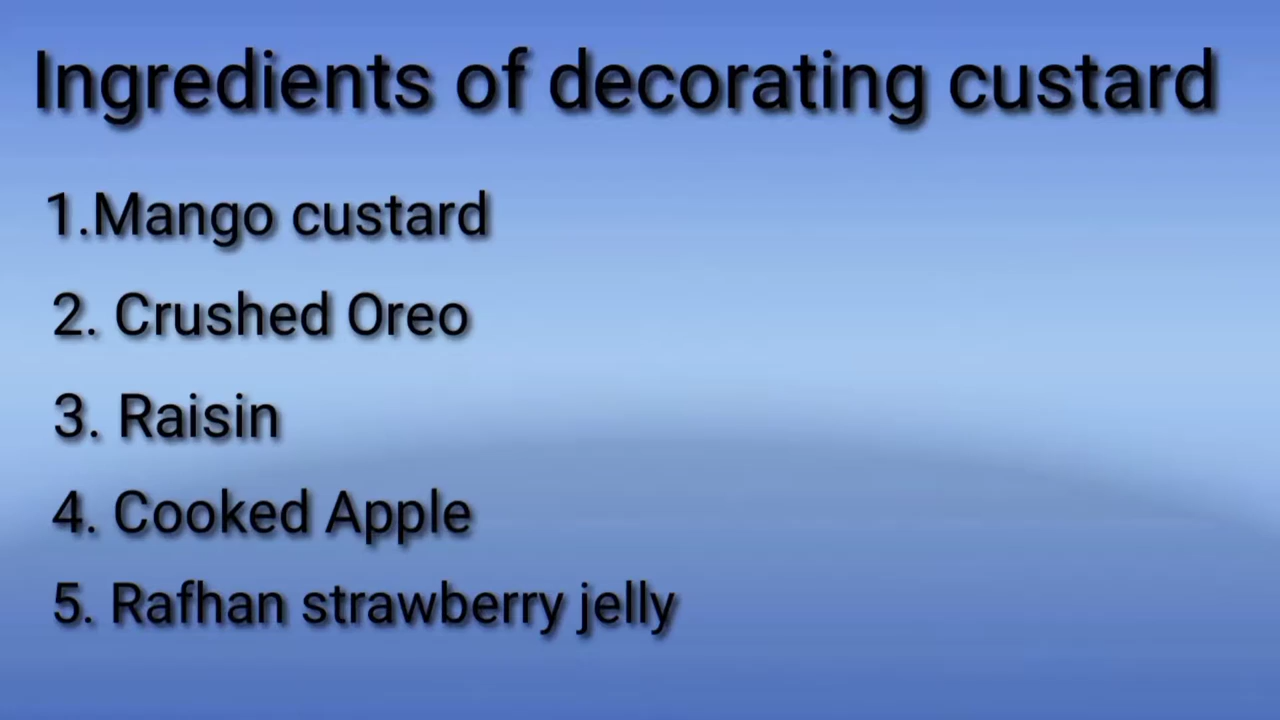 Ingredients of decorating custard
1.Mango custard
2. Crushed Oreo
3. Raisin
4. Cooked Apple
5. Rafhan strawberry jelly